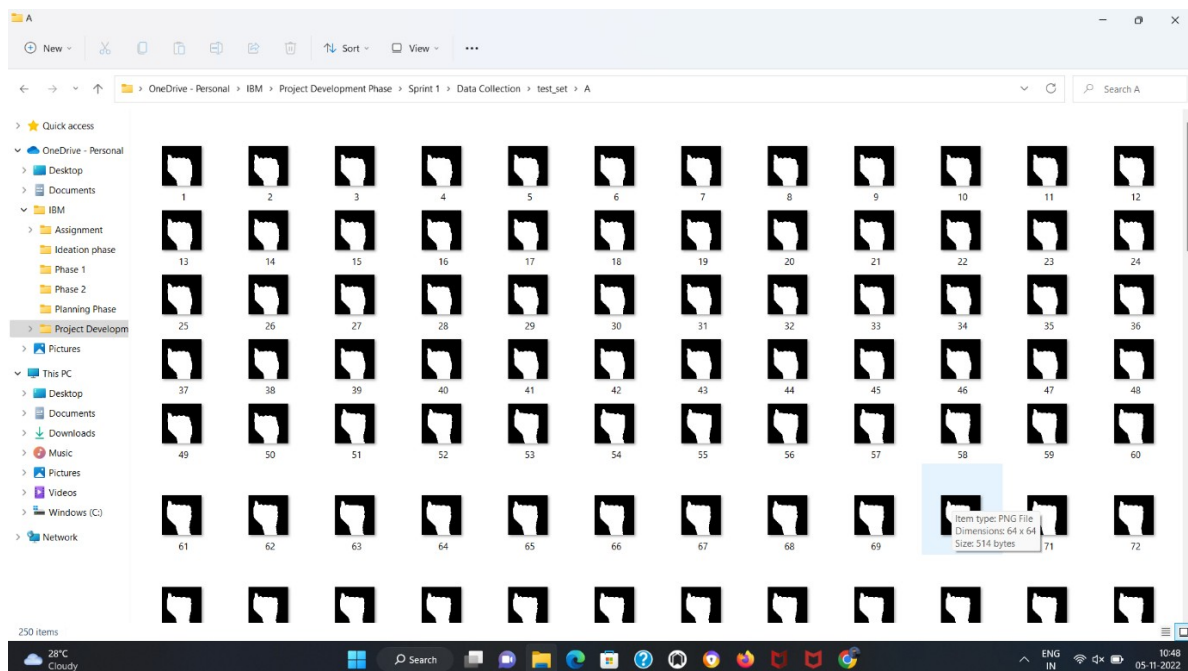 A
New
Sort
View
OneDrive - Personal > IBM > Project Development Phase > Sprint 1 > Data Collection > test_set > A
Search A
Quick access
OneDrive - Personal
Desktop
Documents
IBM
Assignment
Ideation phase
Phase 1
Phase 2
Planning Phase
Project Developm
Pictures
This PC
Desktop
Documents
Downloads
Music
Pictures
Videos
Windows (C:)
Network
1 2 3 4 5 6 7 8 9 10 11 12
13 14 15 16 17 18 19 20 21 22 23 24
25 26 27 28 29 30 31 32 33 34 35 36
37 38 39 40 41 42 43 44 45 46 47 48
49 50 51 52 53 54 55 56 57 58 59 60
61 62 63 64 65 66 67 68 69 71 72
Item type: PNG File
Dimensions: 64 x 64
Size: 514 bytes
250 items
28°C
Cloudy
Search
ENG
IN
10:48
05-11-2022